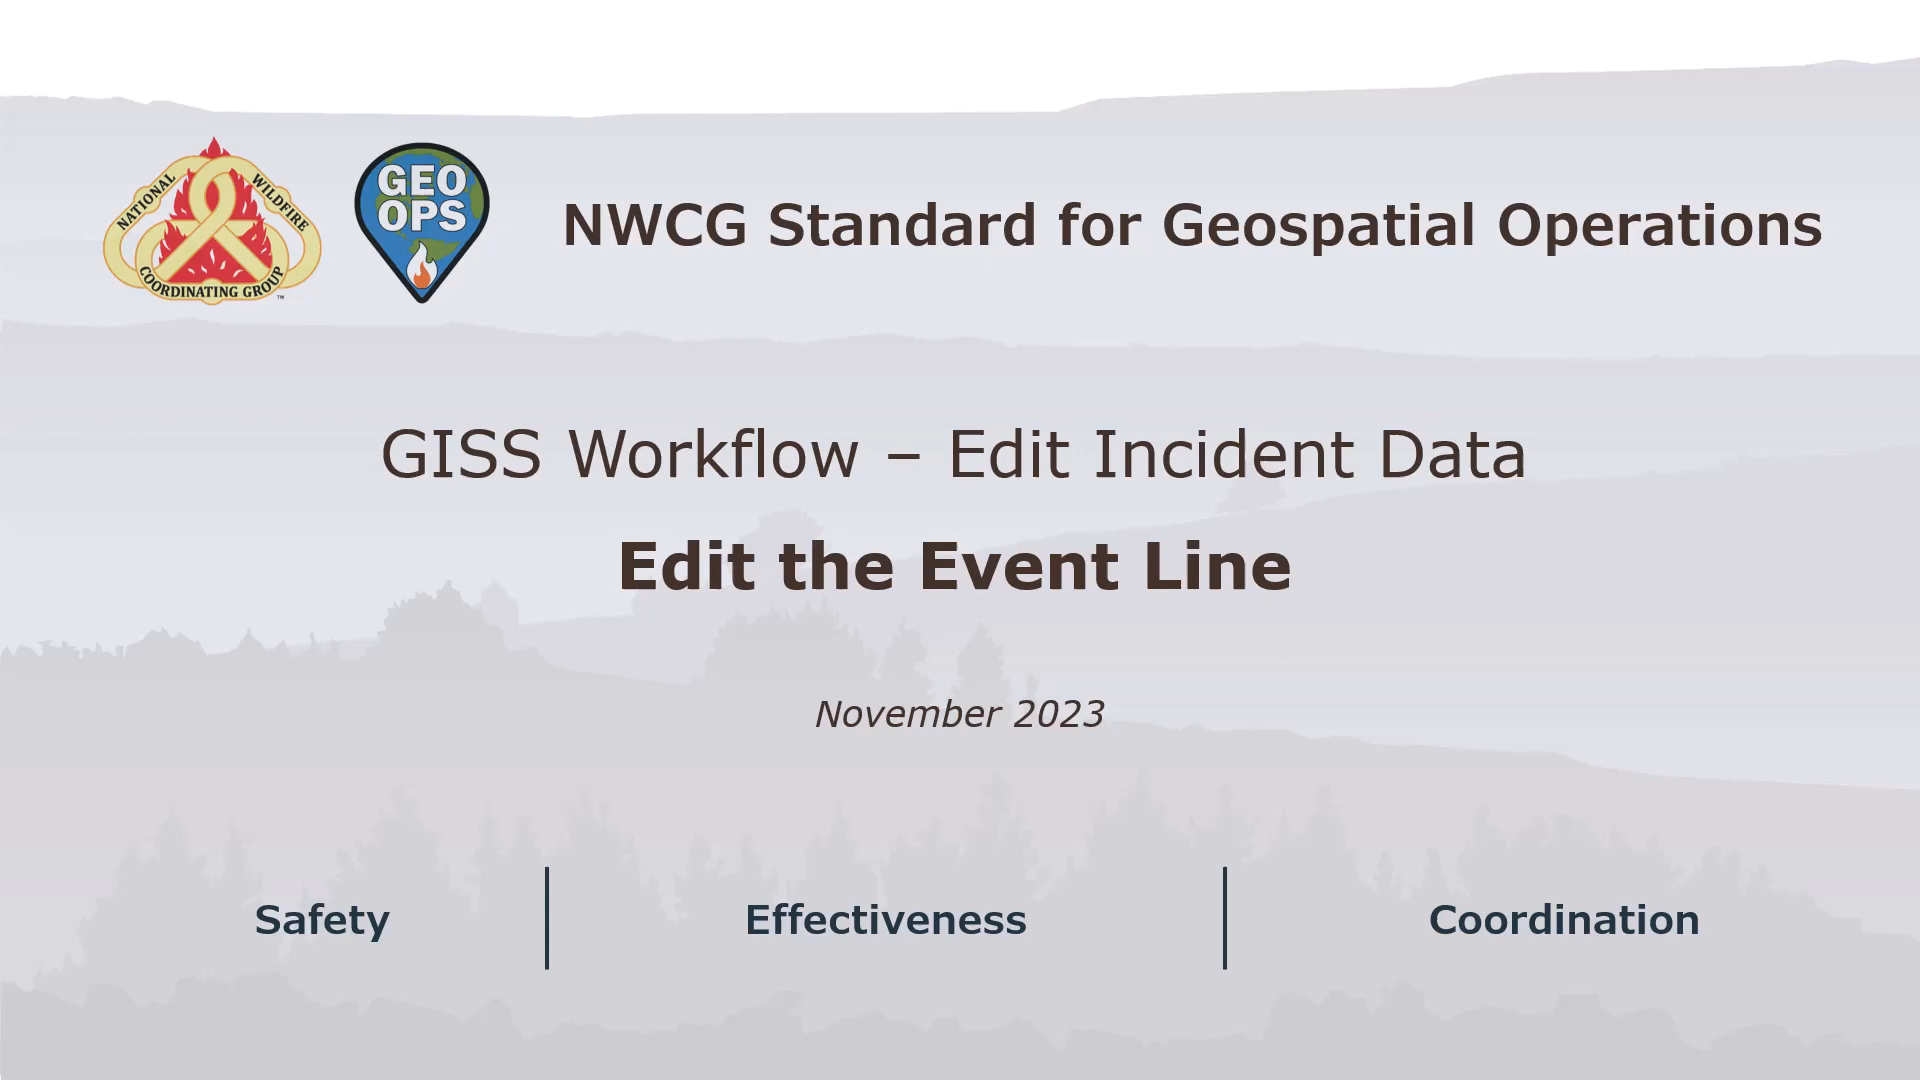 NATIONAL WILDFIRE
COORDINATING GROUP™
GEO
OPS
NWCG Standard for Geospatial Operations
GISS Workflow – Edit Incident Data
Edit the Event Line
November 2023
Safety
Effectiveness
Coordination